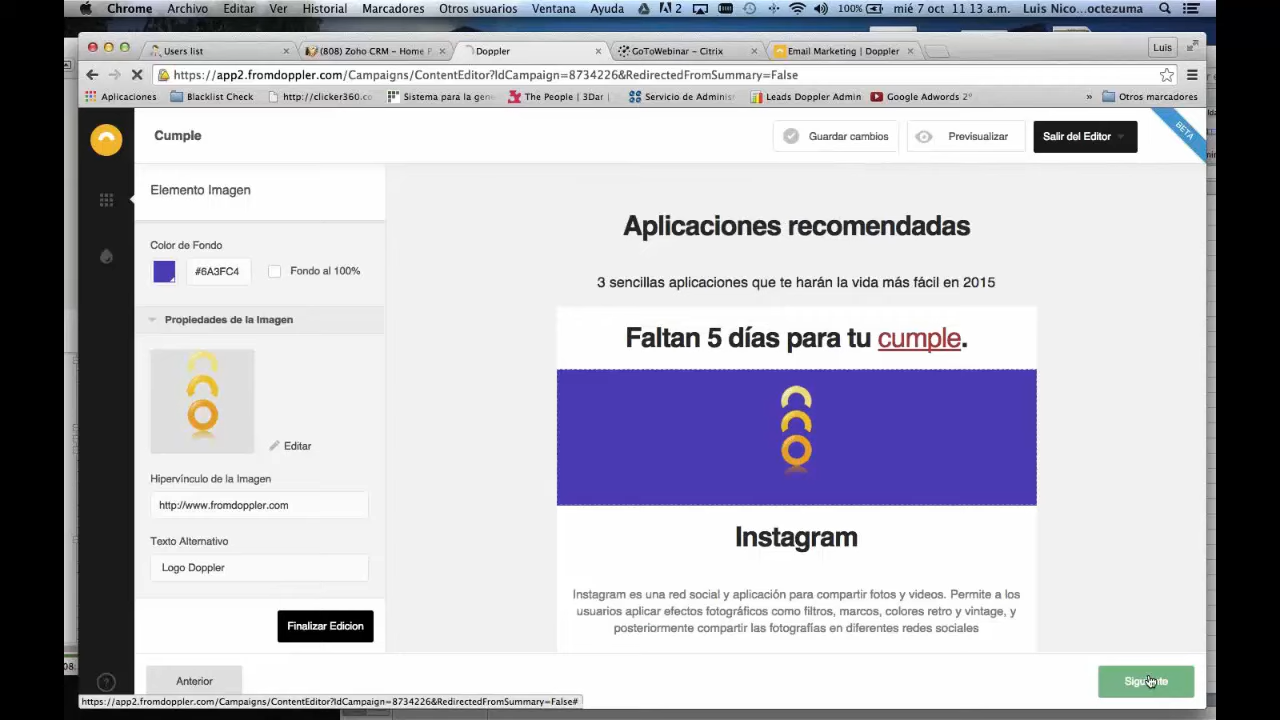 Chrome Archivo Editar Ver Historial Marcadores Otros usuarios Ventana Ayuda 2 100% mié 7 oct 11:13 a.m. Luis Nico...octezuma
Users list (808) Zoho CRM - Home P Doppler GoToWebinar - Citrix Email Marketing | Doppler Luis
https://app2.fromdoppler.com/Campaigns/ContentEditor?IdCampaign=8734226&RedirectedFromSummary=False
Aplicaciones Blacklist Check http://clicker360.co Sistema para la gene The People | 3Dar | Servicio de Adminis Leads Doppler Admin Google Adwords 2º » Otros marcadores
Cumple Guardar cambios Previsualizar Salir del Editor BETA
Elemento Imagen
Color de Fondo
#6A3FC4 Fondo al 100%
Propiedades de la Imagen
Editar
Hipervínculo de la Imagen
http://www.fromdoppler.com
Texto Alternativo
Logo Doppler
Finalizar Edicion
Aplicaciones recomendadas
3 sencillas aplicaciones que te harán la vida más fácil en 2015
Faltan 5 días para tu cumple.
Instagram
Instagram es una red social y aplicación para compartir fotos y videos. Permite a los
usuarios aplicar efectos fotográficos como filtros, marcos, colores retro y vintage, y
posteriormente compartir las fotografías en diferentes redes sociales
Anterior Siguiente
https://app2.fromdoppler.com/Campaigns/ContentEditor?IdCampaign=8734226&RedirectedFromSummary=False#